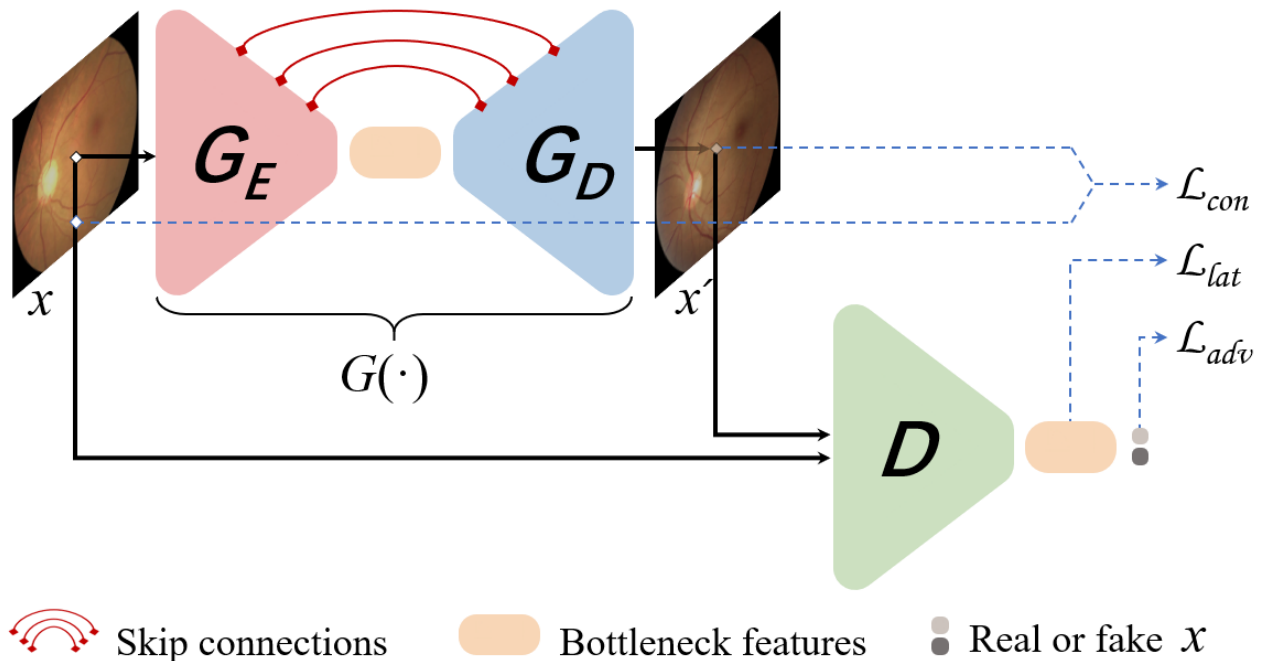 G_E
G_D
x
x´
G(·)
D
ℒ_con
ℒ_lat
ℒ_adv
Skip connections
Bottleneck features
Real or fake x